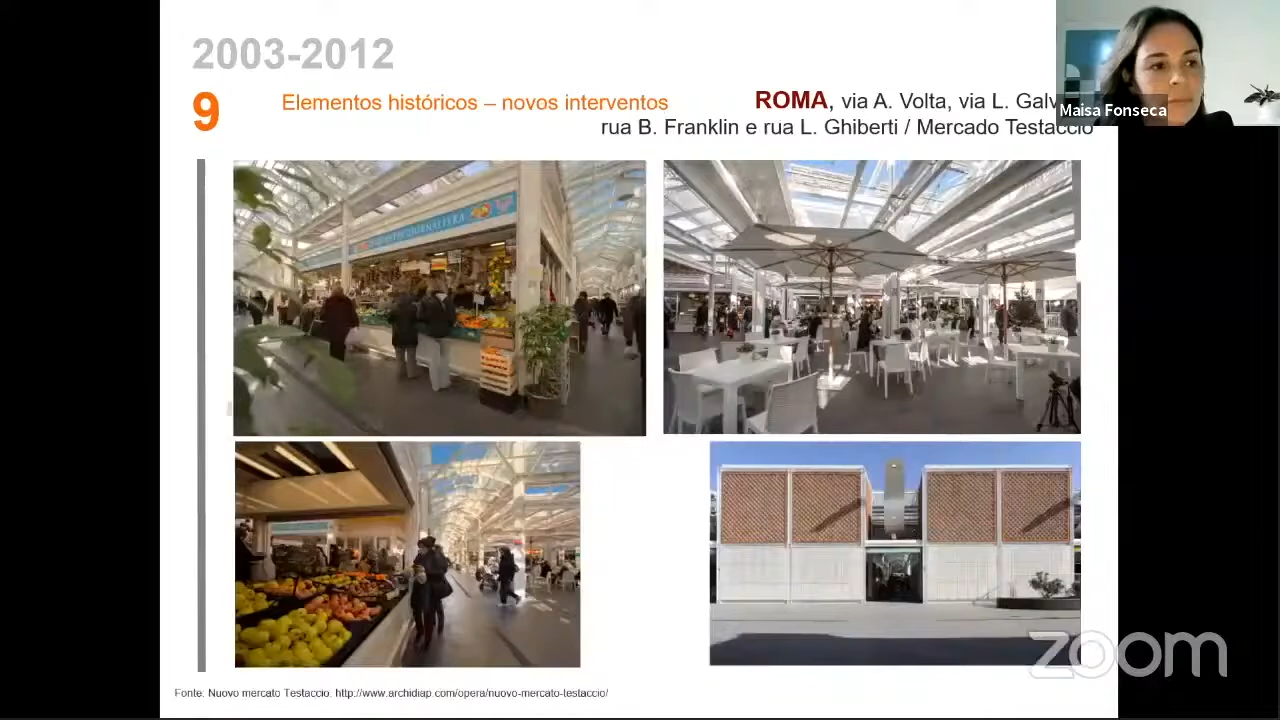 2003-2012
9
Elementos históricos – novos interventos
ROMA, via A. Volta, via L. Galv
rua B. Franklin e rua L. Ghiberti / Mercado Testaccio
Maisa Fonseca
Fonte: Nuovo mercato Testaccio. http://www.archidiap.com/opera/nuovo-mercato-testaccio/
zoom